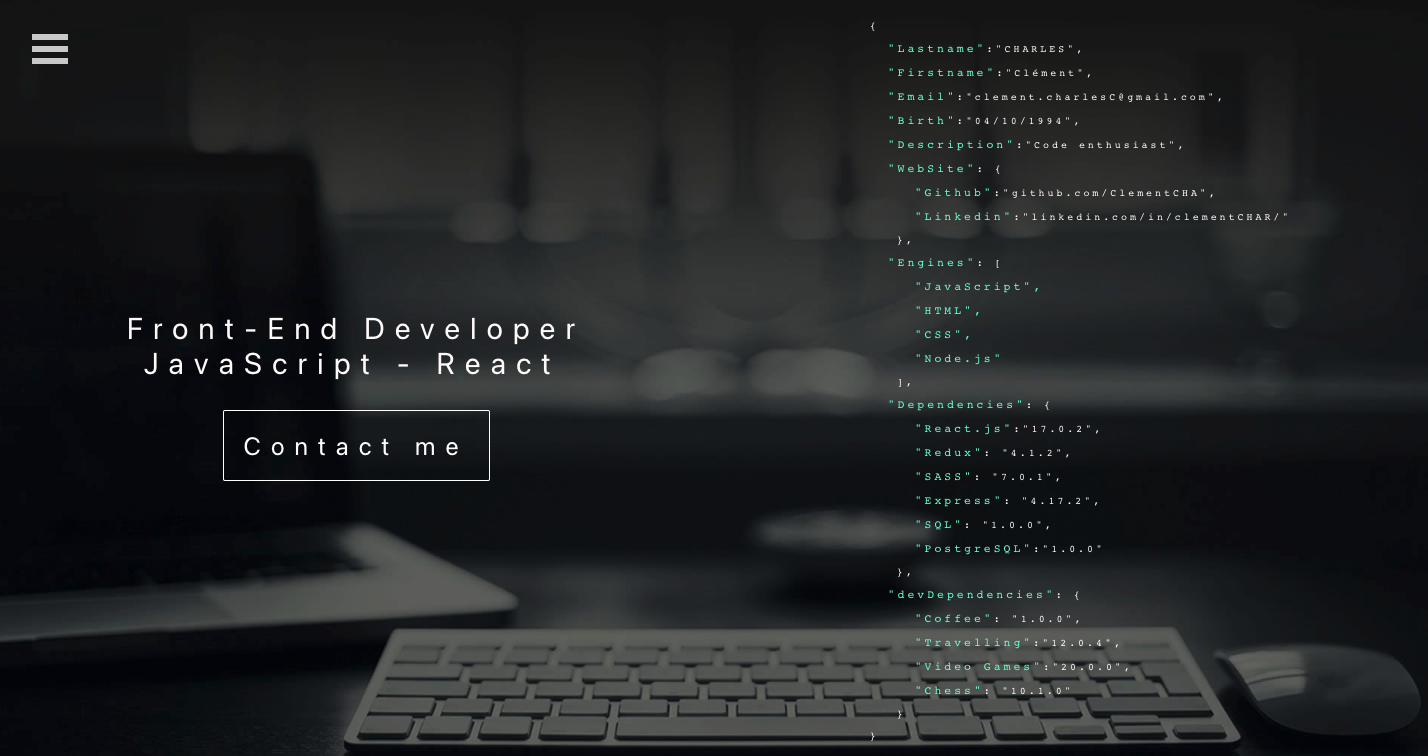 Front-End Developer
JavaScript - React
Contact me
{
"Lastname":"CHARLES",
"Firstname":"Clément",
"Email":"clement.charlesC@gmail.com",
"Birth":"04/10/1994",
"Description":"Code enthusiast",
"WebSite": {
"Github":"github.com/ClementCHA",
"Linkedin":"linkedin.com/in/clementCHAR/"
},
"Engines": [
"JavaScript",
"HTML",
"CSS",
"Node.js"
],
"Dependencies": {
"React.js":"17.0.2",
"Redux": "4.1.2",
"SASS": "7.0.1",
"Express": "4.17.2",
"SQL": "1.0.0",
"PostgreSQL":"1.0.0"
},
"devDependencies": {
"Coffee": "1.0.0",
"Travelling":"12.0.4",
"Video Games":"20.0.0",
"Chess": "10.1.0"
}
}